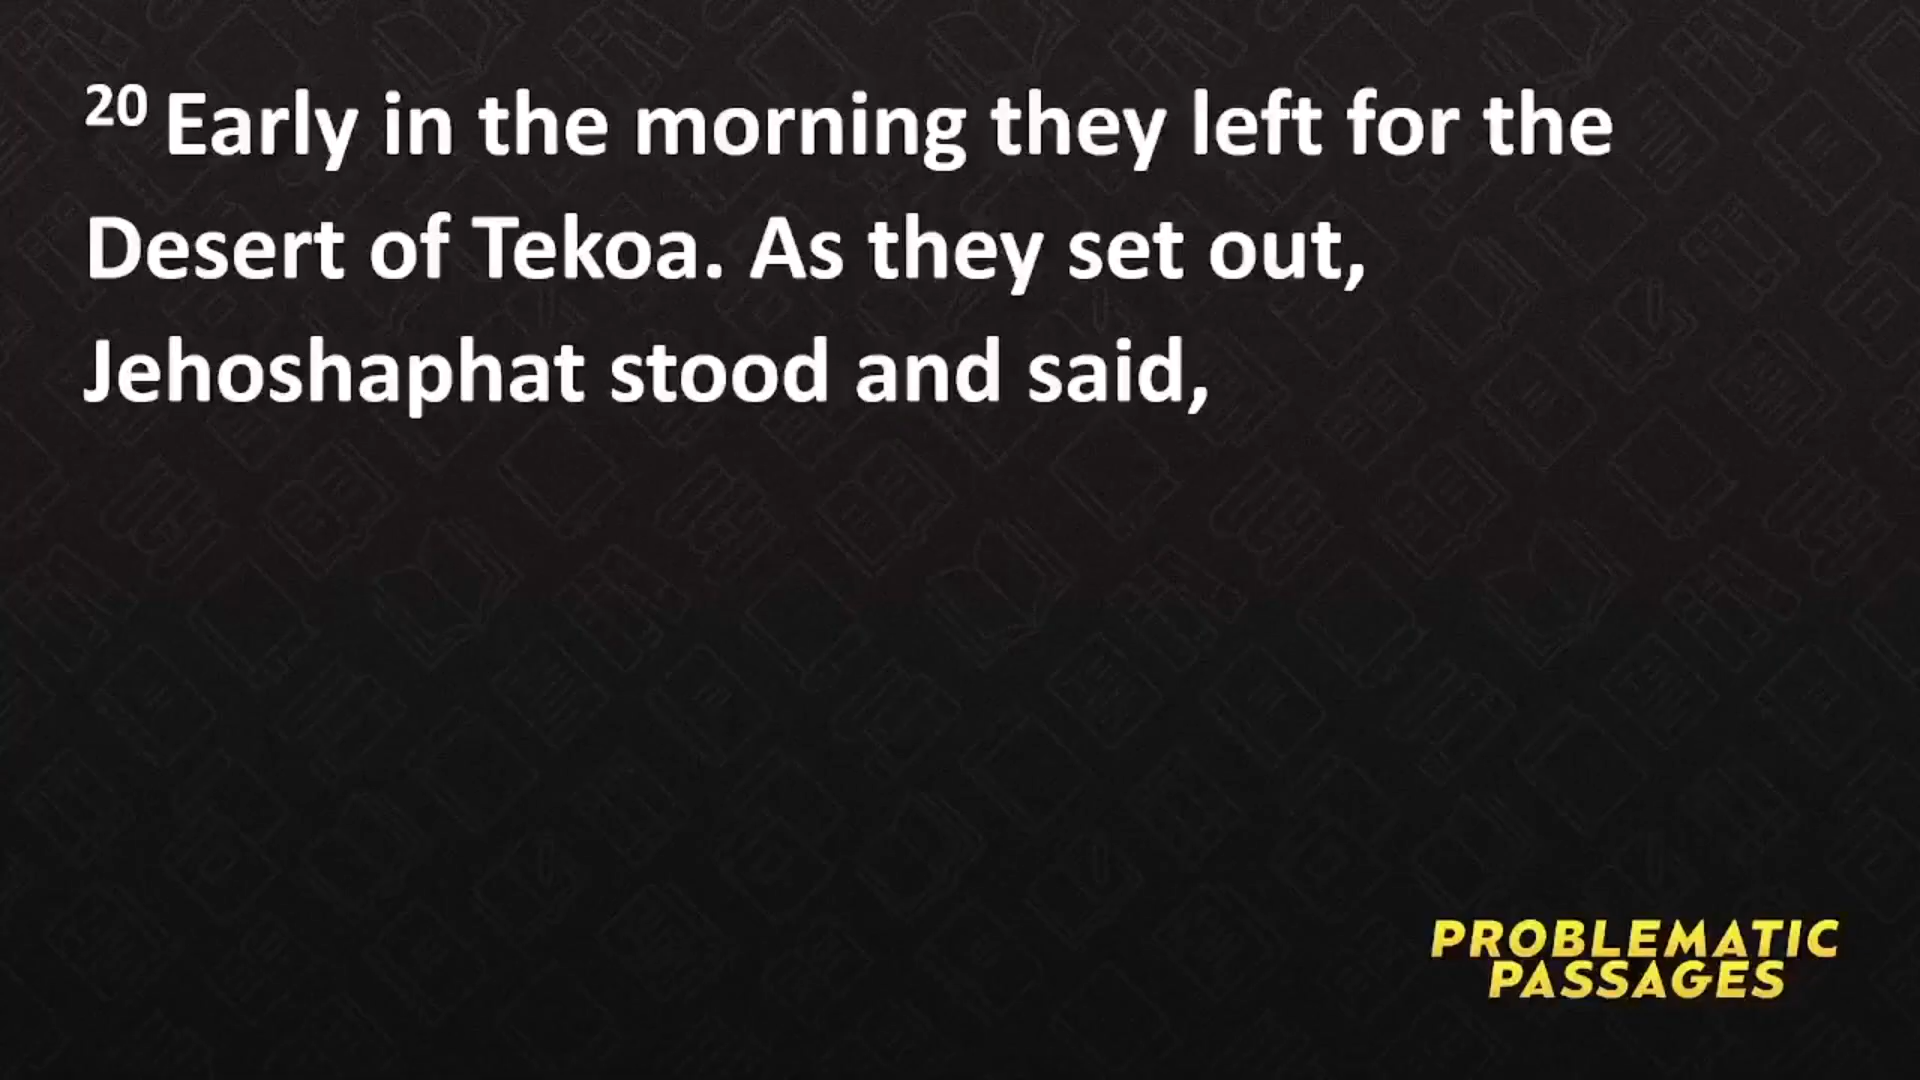 20 Early in the morning they left for the
Desert of Tekoa. As they set out,
Jehoshaphat stood and said,
PROBLEMATIC
PASSAGES